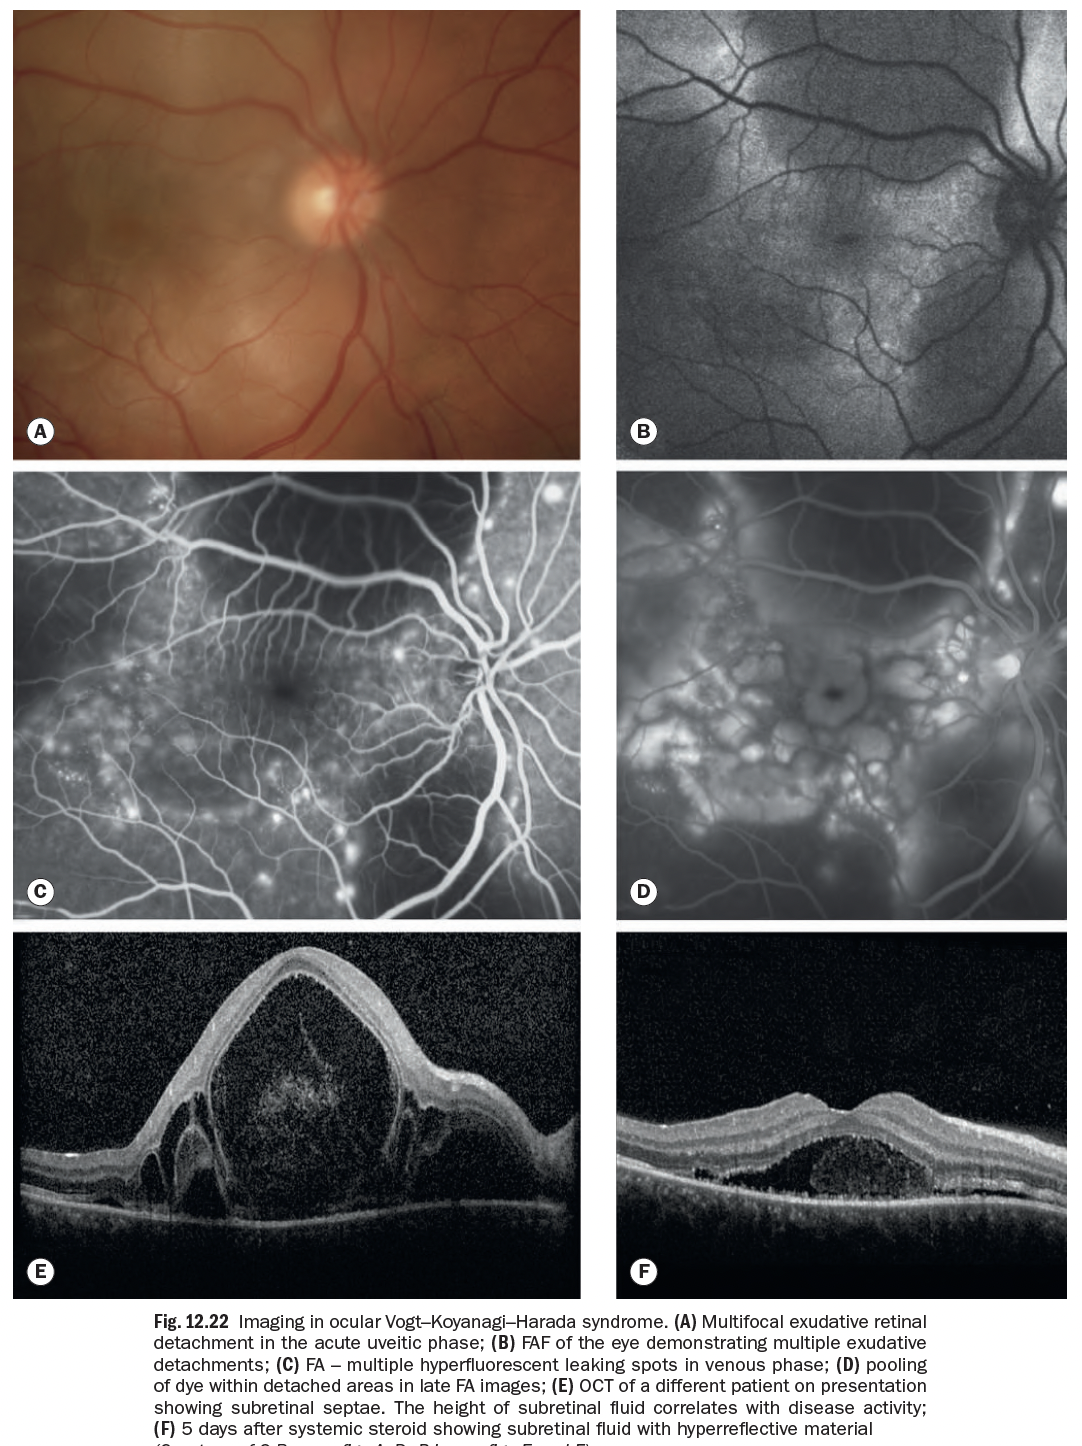 A
B
C
D
E
F
Fig. 12.22 Imaging in ocular Vogt–Koyanagi–Harada syndrome. (A) Multifocal exudative retinal
detachment in the acute uveitic phase; (B) FAF of the eye demonstrating multiple exudative
detachments; (C) FA – multiple hyperfluorescent leaking spots in venous phase; (D) pooling
of dye within detached areas in late FA images; (E) OCT of a different patient on presentation
showing subretinal septae. The height of subretinal fluid correlates with disease activity;
(F) 5 days after systemic steroid showing subretinal fluid with hyperreflective material